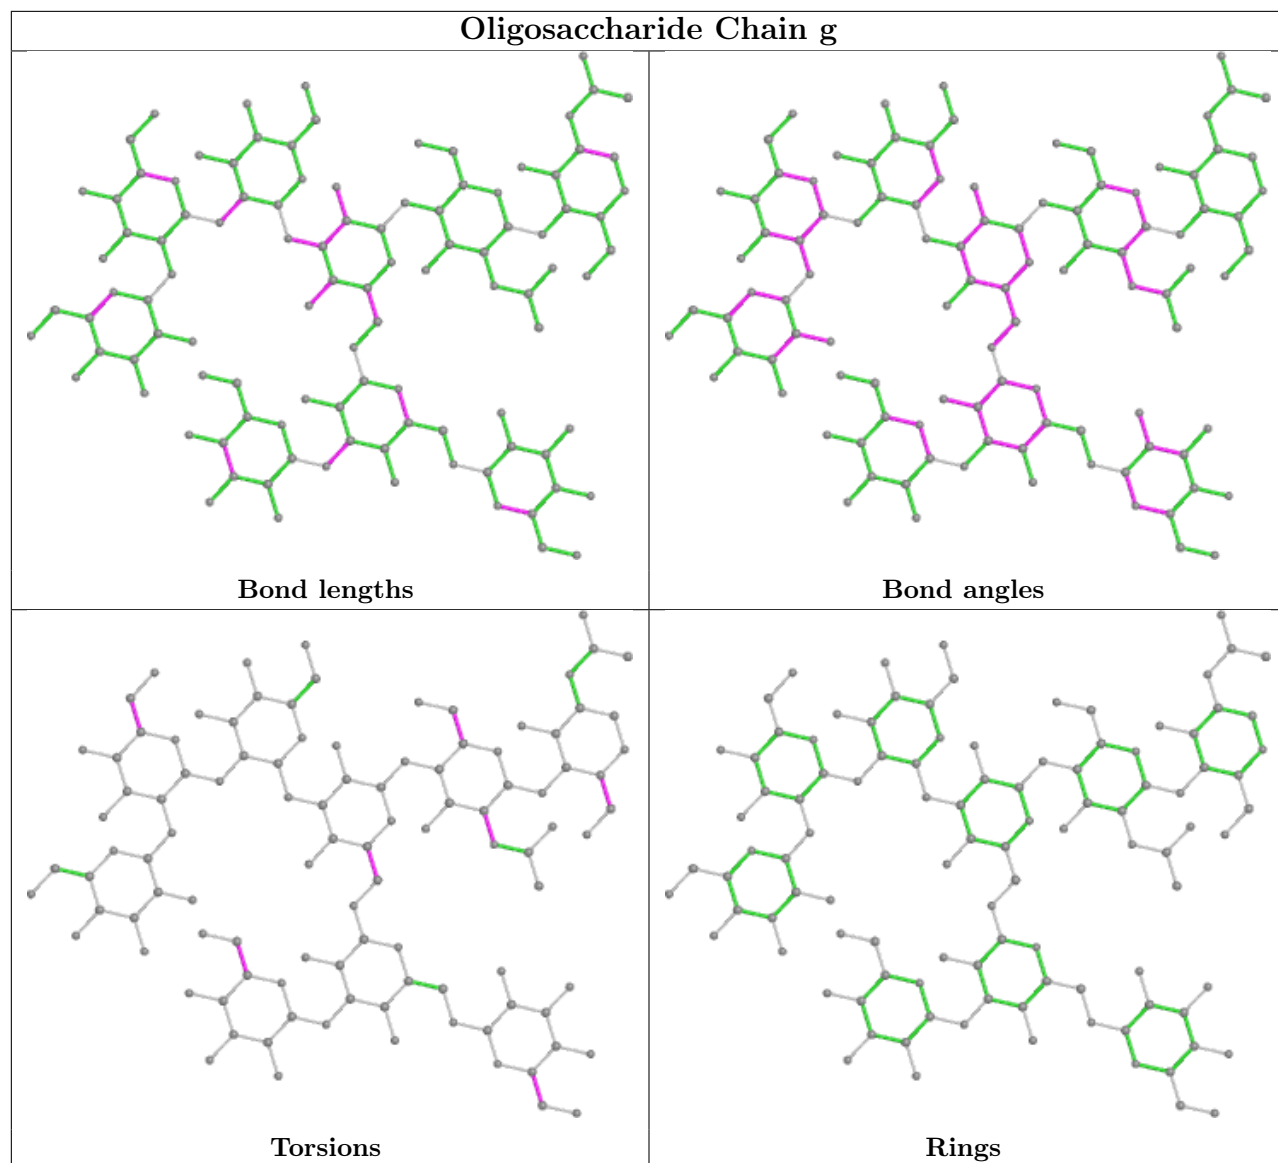 Oligosaccharide Chain g
Bond lengths
Bond angles
Torsions
Rings